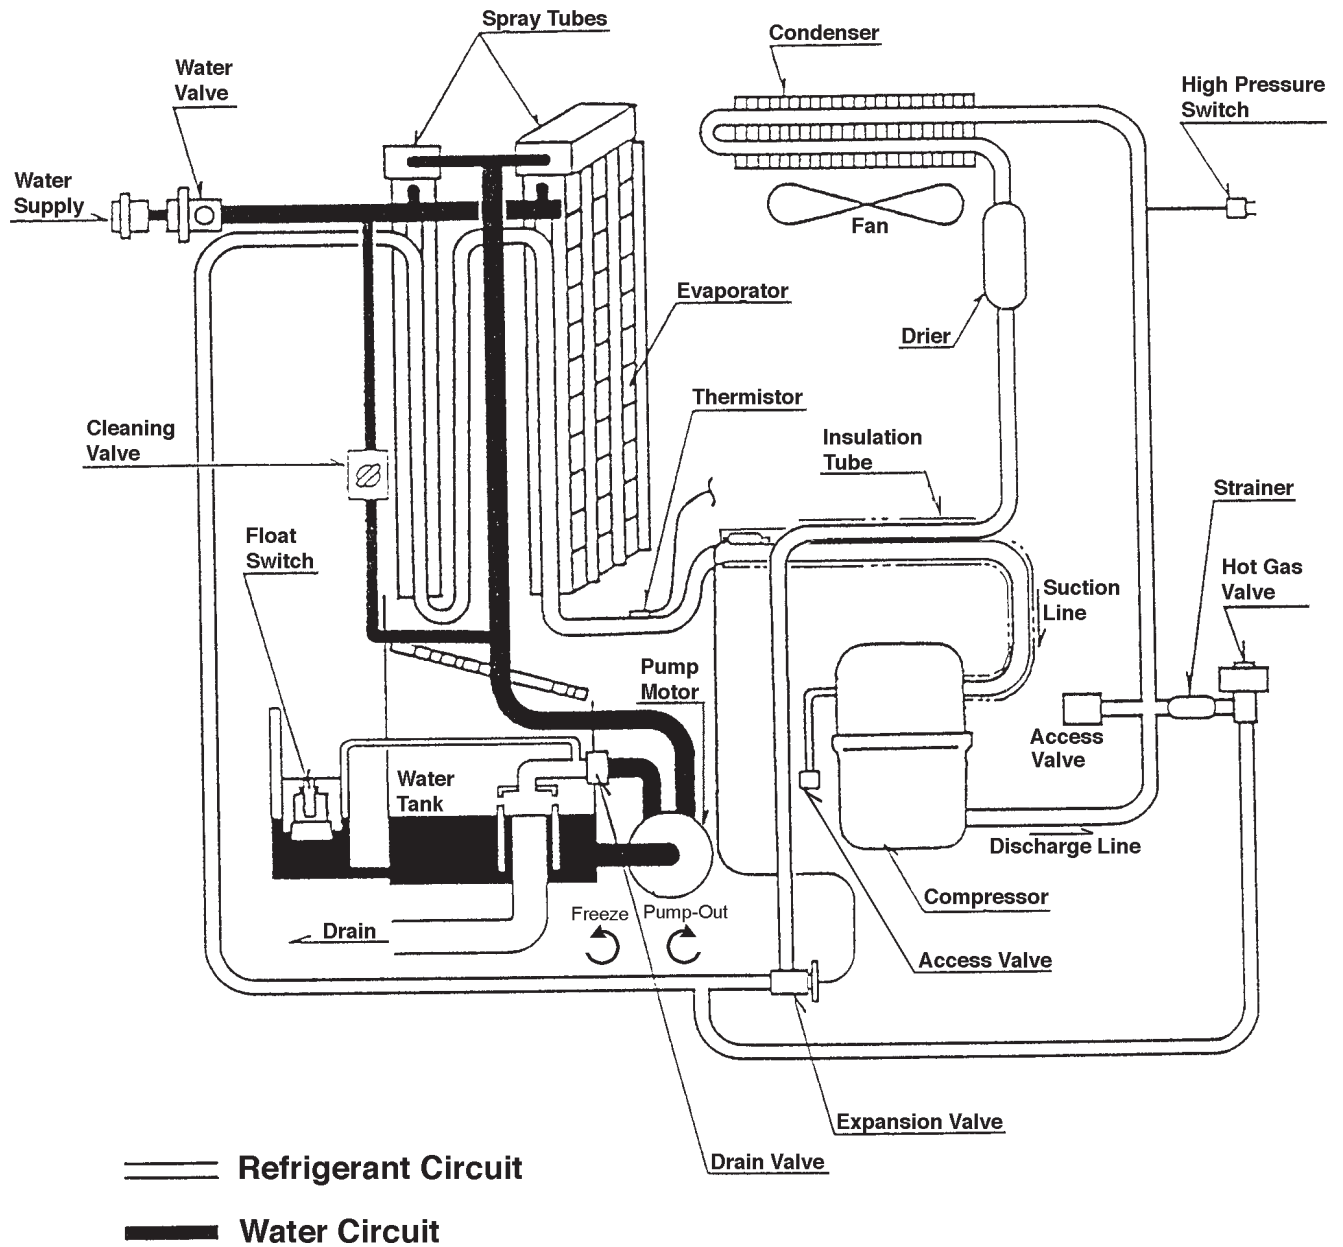 Spray Tubes
Condenser
Water
Valve
High Pressure
Switch
Water
Supply
Fan
Evaporator
Drier
Thermistor
Cleaning
Valve
Insulation
Tube
Strainer
Float
Switch
Hot Gas
Valve
Suction
Line
Pump
Motor
Access
Valve
Water
Tank
Discharge Line
Compressor
Freeze
Pump-Out
Drain
Access Valve
Expansion Valve
Drain Valve
Refrigerant Circuit
Water Circuit